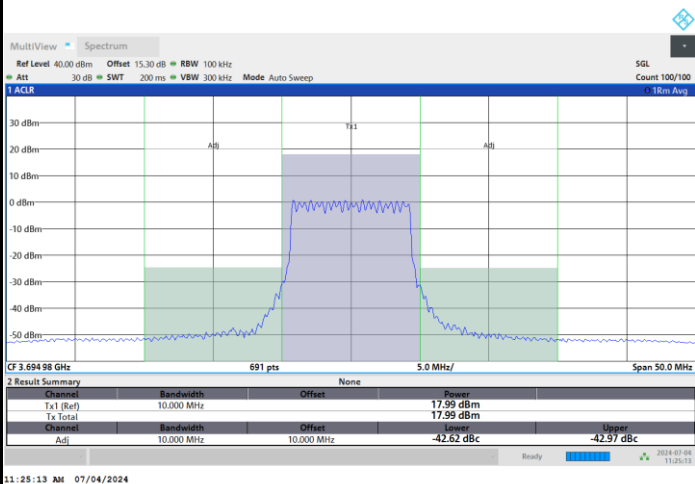 MultiView Spectrum
Ref Level 40.00 dBm Offset 15.30 dB RBW 100 kHz SGL
Att 30 dB SWT 200 ms VBW 300 kHz Mode Auto Sweep Count 100/100
1 ACLR 1Rm Avg
30 dBm
Tx1
Adj Adj
20 dBm
10 dBm
0 dBm
-10 dBm
-20 dBm
-30 dBm
-40 dBm
-50 dBm
CF 3.694 98 GHz 691 pts 5.0 MHz/ Span 50.0 MHz
2 Result Summary None
Channel Bandwidth Offset Power
Tx1 (Ref) 10.000 MHz 17.99 dBm
Tx Total 17.99 dBm
Channel Bandwidth Offset Lower Upper
Adj 10.000 MHz 10.000 MHz -42.62 dBc -42.97 dBc
Ready 2024-07-04
11:25:13
11:25:13 AM 07/04/2024